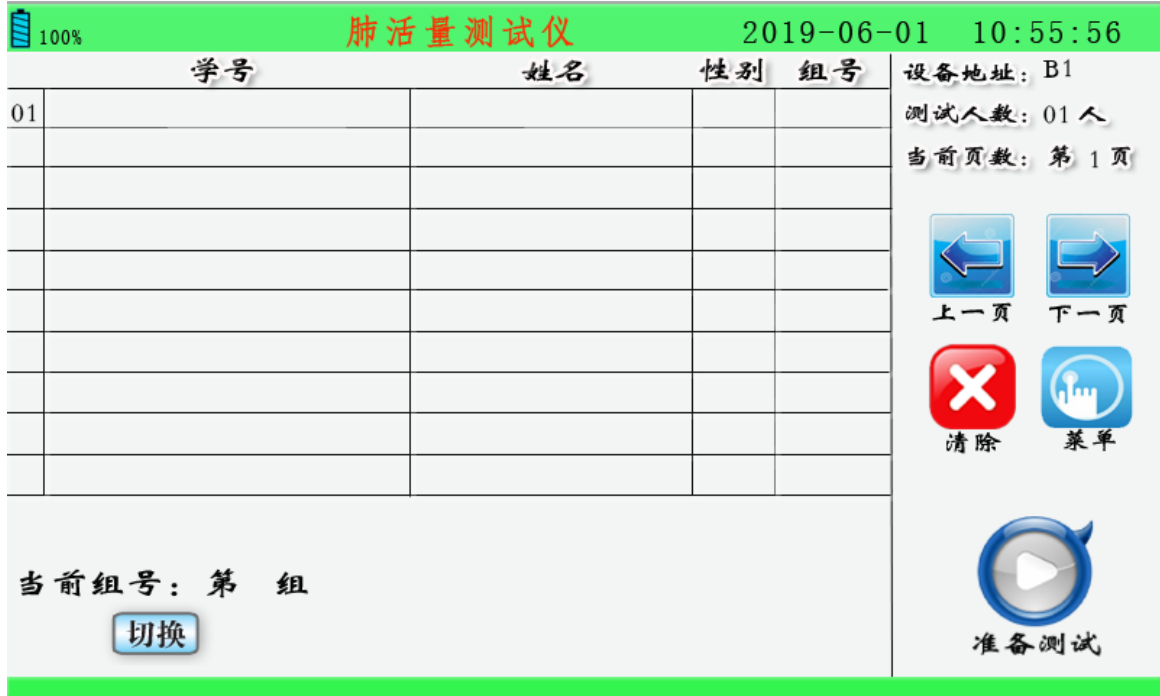 100% 肺活量测试仪 2019-06-01 10:55:56
学号 姓名 性别 组号
01
设备地址: B1
测试人数: 01 人
当前页数: 第 1 页
上一页 下一页
清除 菜单
当前组号: 第 组
切换
准备测试